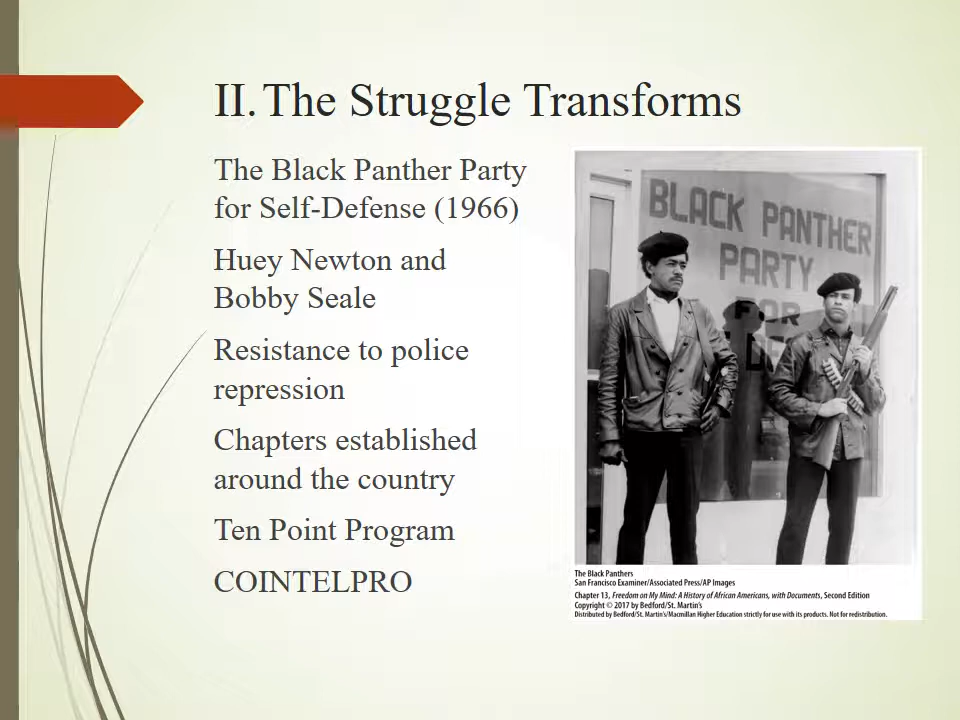 II. The Struggle Transforms
The Black Panther Party
for Self-Defense (1966)
Huey Newton and
Bobby Seale
Resistance to police
repression
Chapters established
around the country
Ten Point Program
COINTELPRO
BLACK PANTHER
PARTY
FOR
The Black Panthers
San Francisco Examiner/Associated Press/AP Images
Chapter 13, Freedom on My Mind: A History of African Americans, with Documents, Second Edition
Copyright © 2017 by Bedford/St. Martin's
Distributed by Bedford/St. Martin's/Macmillan Higher Education strictly for use with its products. Not for redistribution.